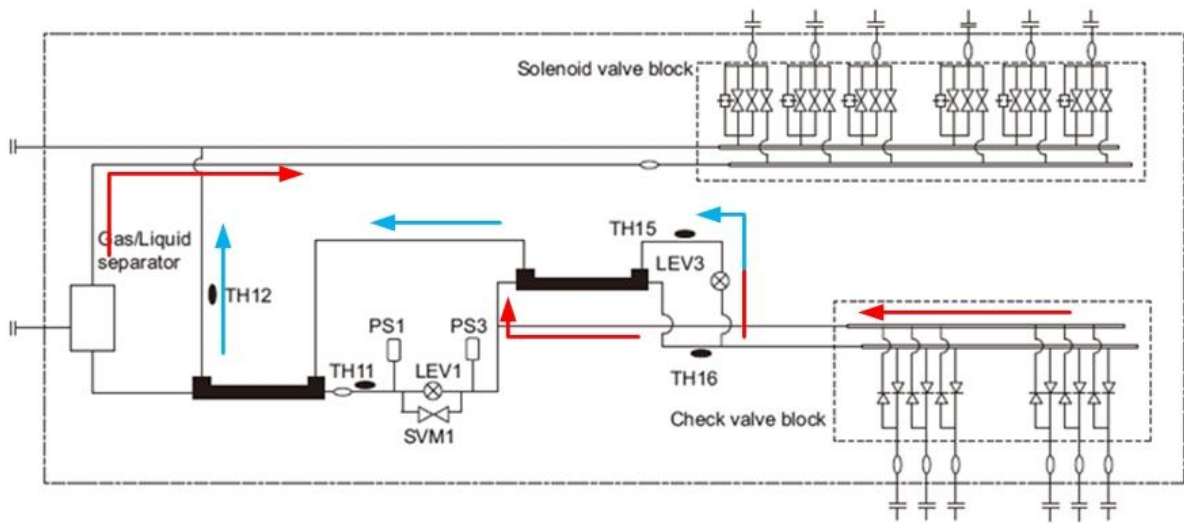 Solenoid valve block
Gas/Liquid
separator
TH12
TH15
LEV3
PS1
PS3
TH11
LEV1
SVM1
TH16
Check valve block